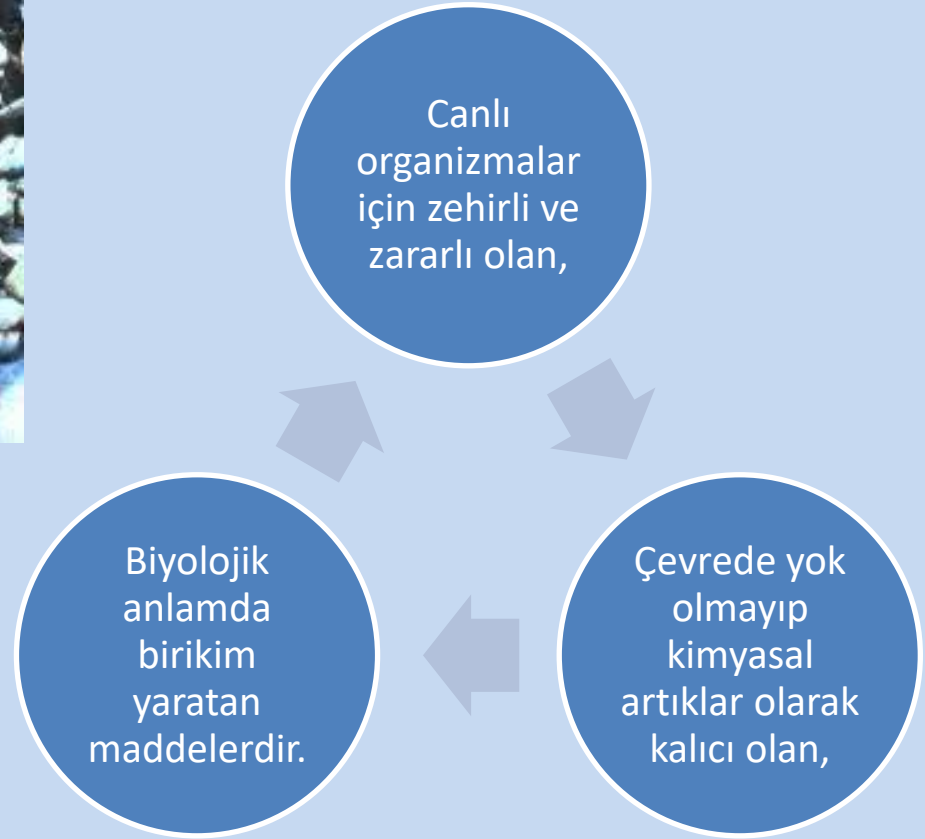 Canlı
organizmalar
için zehirli ve
zararlı olan,
Çevrede yok
olmayıp
kimyasal
artıklar olarak
kalıcı olan,
Biyolojik
anlamda
birikim
yaratan
maddelerdir.